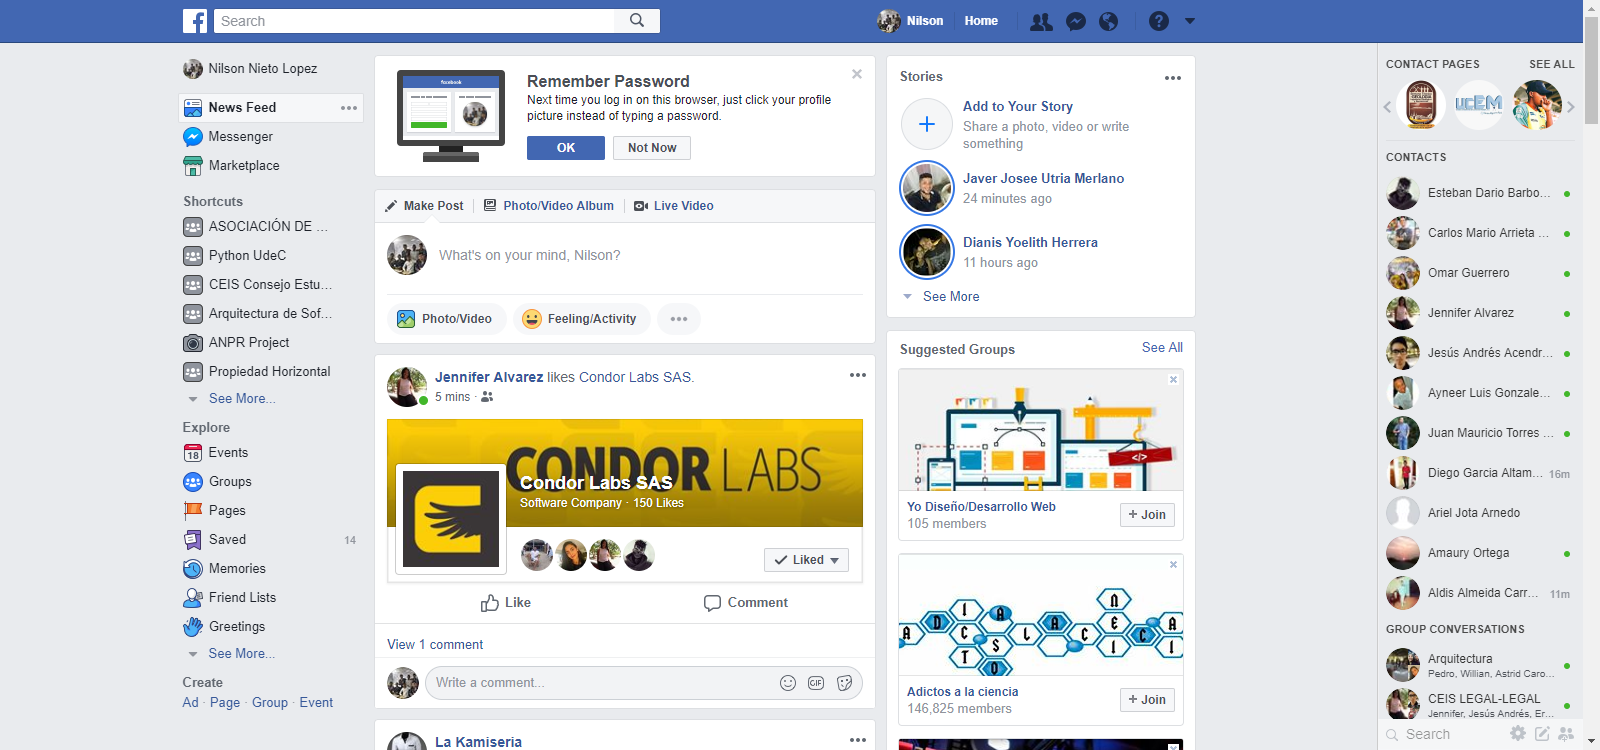 Search
Nilson
Home
Nilson Nieto Lopez
News Feed
Messenger
Marketplace
Shortcuts
ASOCIACIÓN DE ...
Python UdeC
CEIS Consejo Estu...
Arquitectura de Sof...
ANPR Project
Propiedad Horizontal
See More...
Explore
18 Events
Groups
Pages
Saved 14
Memories
Friend Lists
Greetings
See More...
Create
Ad · Page · Group · Event
facebook
Remember Password
Next time you log in on this browser, just click your profile
picture instead of typing a password.
OK
Not Now
Make Post
Photo/Video Album
Live Video
What's on your mind, Nilson?
Photo/Video
Feeling/Activity
Jennifer Alvarez likes Condor Labs SAS.
5 mins ·
CONDOR LABS
Condor Labs SAS
Software Company · 150 Likes
Liked
Like
Comment
View 1 comment
Write a comment...
GIF
La Kamiseria
Stories
Add to Your Story
Share a photo, video or write
something
Javer Josee Utria Merlano
24 minutes ago
Dianis Yoelith Herrera
11 hours ago
See More
Suggested Groups
See All
</>
Yo Diseño/Desarrollo Web
105 members
+ Join
Adictos a la ciencia
146,825 members
+ Join
CONTACT PAGES
SEE ALL
UCEM
CONTACTS
Esteban Dario Barbo...
Carlos Mario Arrieta ...
Omar Guerrero
Jennifer Alvarez
Jesús Andrés Acendr...
Ayneer Luis Gonzale...
Juan Mauricio Torres ...
Diego Garcia Altam... 16m
Ariel Jota Arnedo
Amaury Ortega
Aldis Almeida Carr... 11m
GROUP CONVERSATIONS
Arquitectura
Pedro, Willian, Astrid Caro...
CEIS LEGAL-LEGAL
Jennifer, Jesús Andrés, Er...
Search